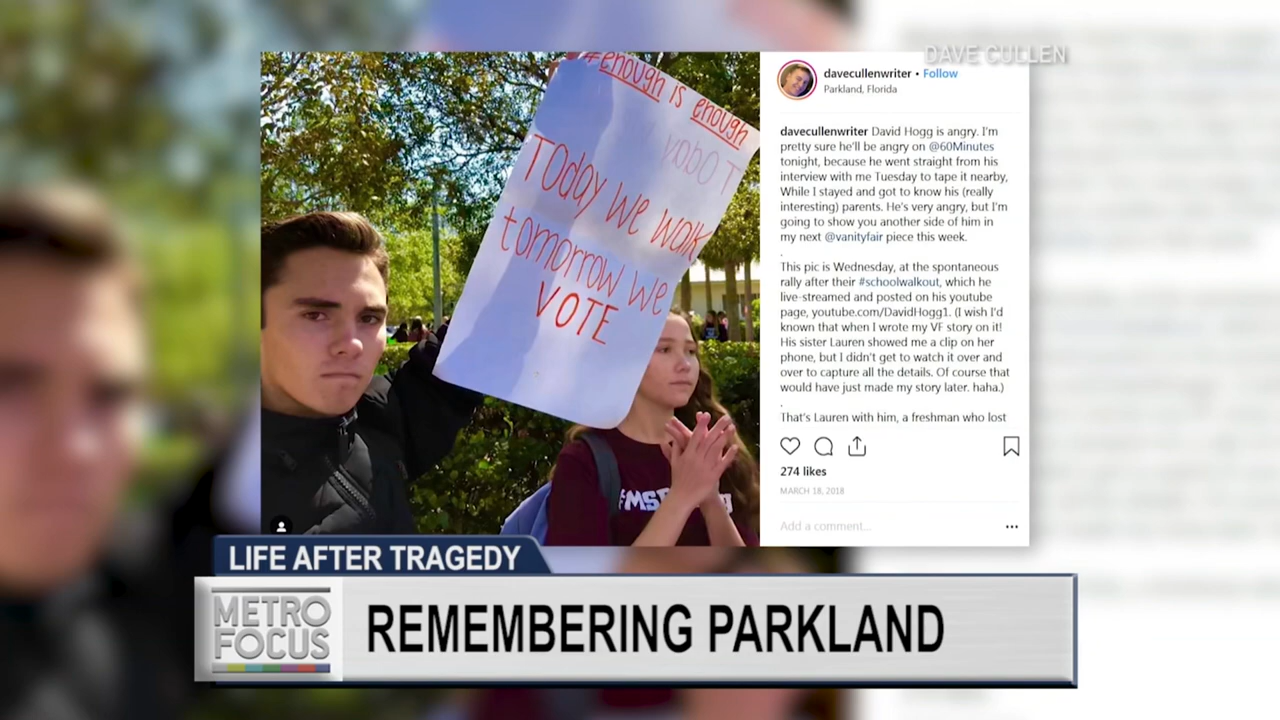 DAVE CULLEN
#enough is enough
Today we walk
tomorrow we
VOTE
#MSD
davecullenwriter • Follow
Parkland, Florida
davecullenwriter David Hogg is angry. I'm
pretty sure he'll be angry on @60Minutes
tonight, because he went straight from his
interview with me Tuesday to tape it nearby,
While I stayed and got to know his (really
interesting) parents. He's very angry, but I'm
going to show you another side of him in
my next @vanityfair piece this week.
.
This pic is Wednesday, at the spontaneous
rally after their #schoolwalkout, which he
live-streamed and posted on his youtube
page, youtube.com/DavidHogg1. (I wish I'd
known that when I wrote my VF story on it!
His sister Lauren showed me a clip on her
phone, but I didn't get to watch it over and
over to capture all the details. Of course that
would have just made my story later. haha.)
.
That's Lauren with him, a freshman who lost
274 likes
MARCH 18, 2018
Add a comment...
LIFE AFTER TRAGEDY
METRO
FOCUS
REMEMBERING PARKLAND